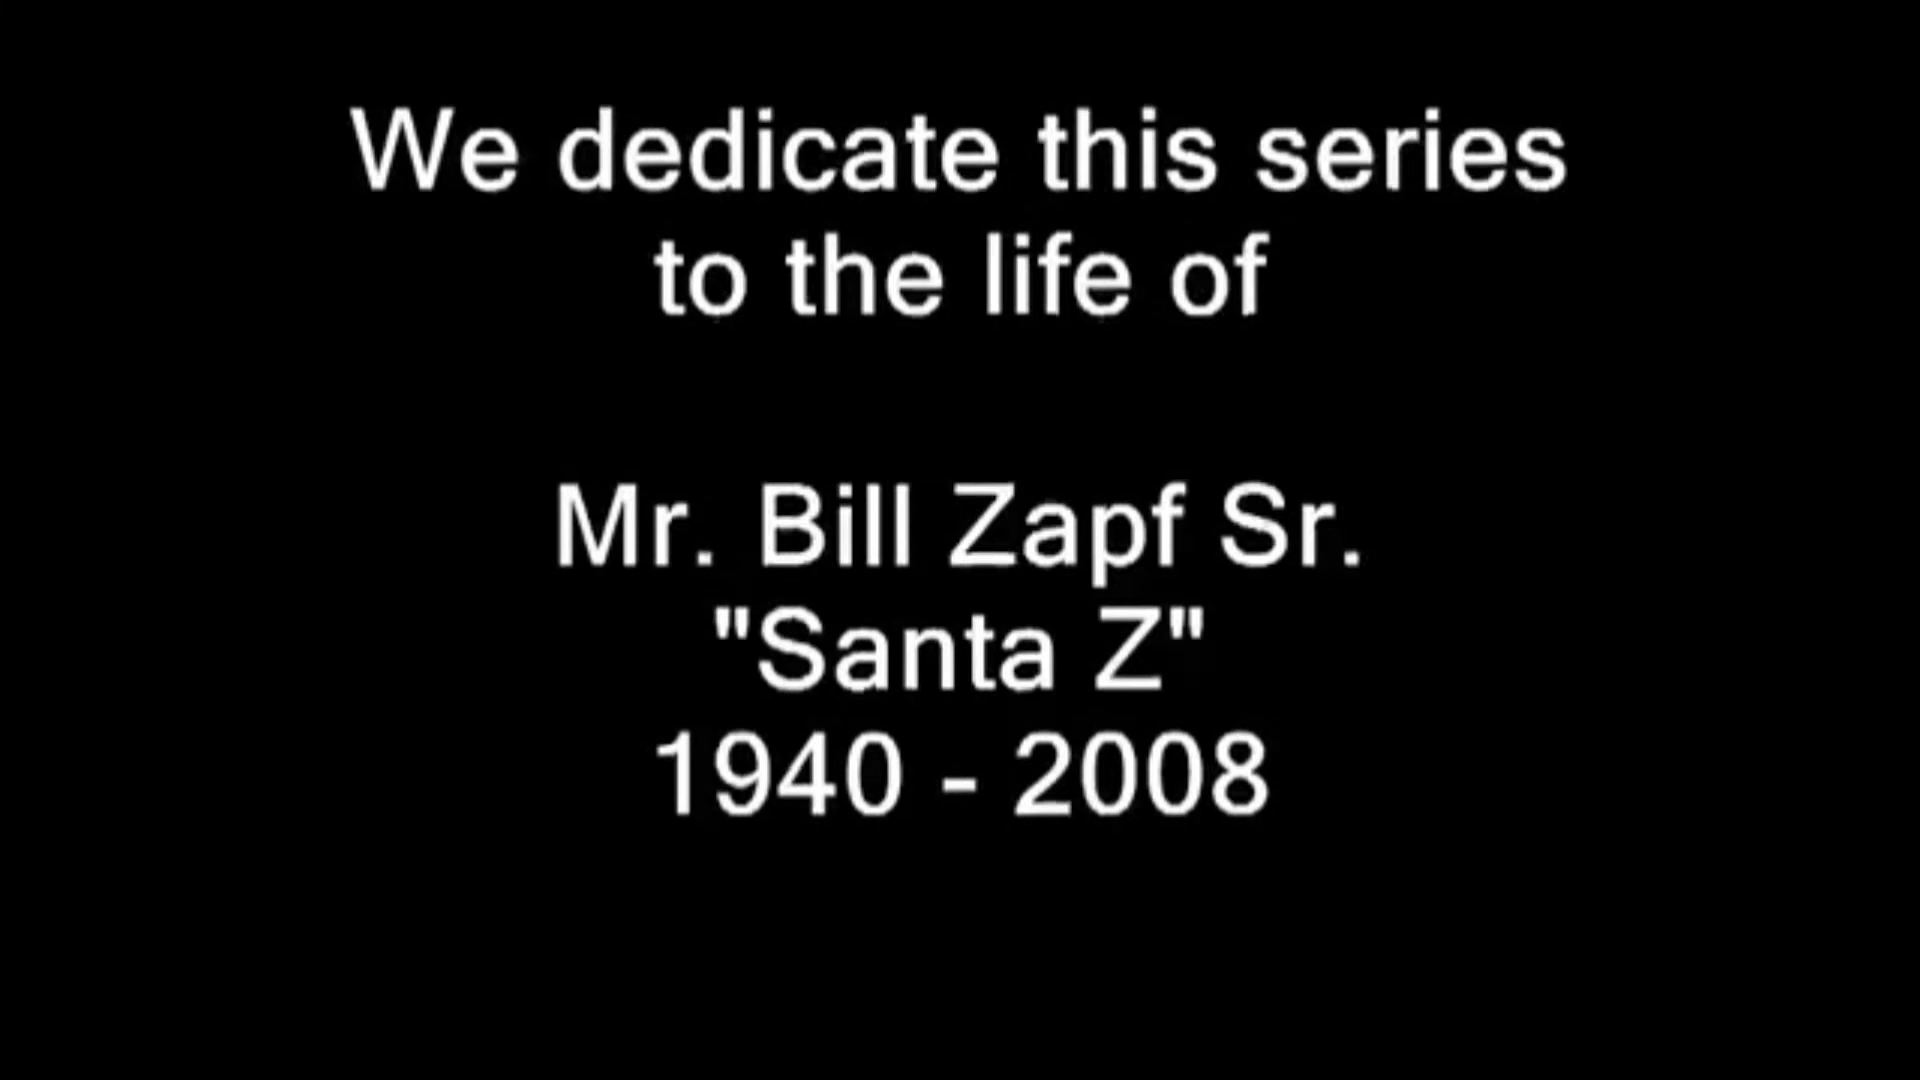 We dedicate this series
to the life of
Mr. Bill Zapf Sr.
"Santa Z"
1940 - 2008